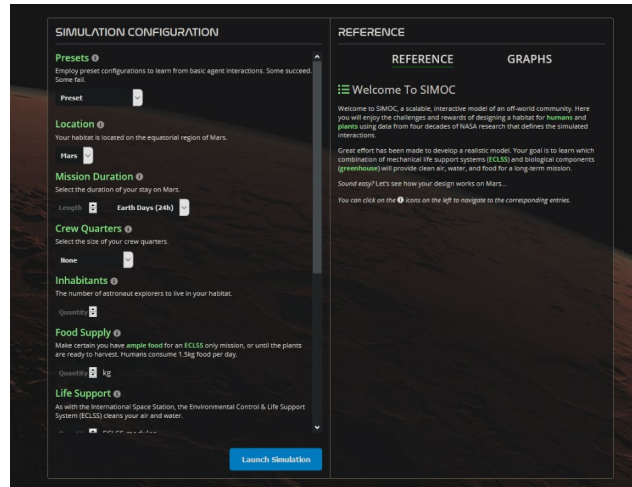 SIMULATION CONFIGURATION
Presets
Employ preset configurations to learn from basic agent interactions. Some succeed.
Some fail.
Preset
Location
Your habitat is located on the equatorial region of Mars.
Mars
Mission Duration
Select the duration of your stay on Mars.
Length Earth Days (24h)
Crew Quarters
Select the size of your crew quarters.
None
Inhabitants
The number of astronaut explorers to live in your habitat.
Quantity
Food Supply
Make certain you have ample food for an ECLSS only mission, or until the plants
are ready to harvest. Humans consume 1.5kg food per day.
Quantity kg
Life Support
As with the International Space Station, the Environmental Control & Life Support
System (ECLSS) cleans your air and water.
Quantity ECLSS modules
Launch Simulation
REFERENCE
REFERENCE GRAPHS
Welcome To SIMOC
Welcome to SIMOC, a scalable, interactive model of an off-world community. Here
you will enjoy the challenges and rewards of designing a habitat for humans and
plants using data from four decades of NASA research that defines the simulated
interactions.
Great effort has been made to develop a realistic model. Your goal is to learn which
combination of mechanical life support systems (ECLSS) and biological components
(greenhouse) will provide clean air, water, and food for a long-term mission.
Sound easy? Let's see how your design works on Mars...
You can click on the icons on the left to navigate to the corresponding entries.